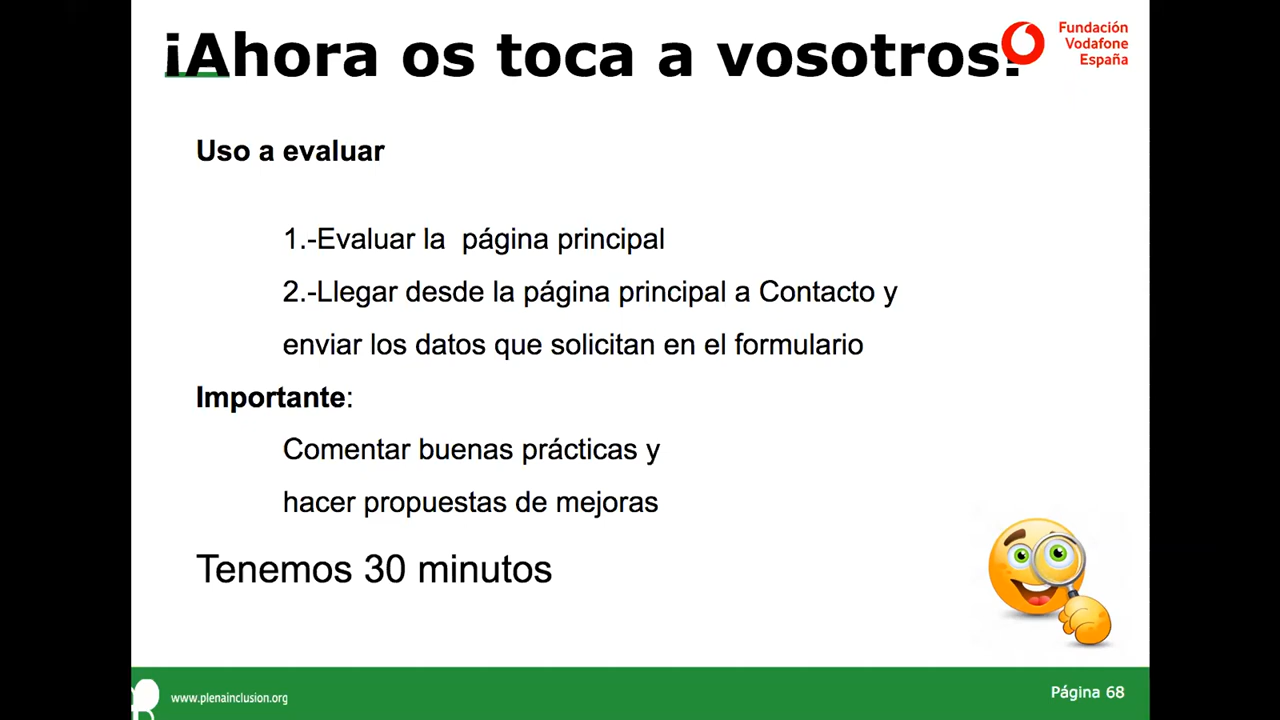 ¡Ahora os toca a vosotros!
Fundación
Vodafone
España
Uso a evaluar
1.-Evaluar la  página principal
2.-Llegar desde la página principal a Contacto y
enviar los datos que solicitan en el formulario
Importante:
Comentar buenas prácticas y
hacer propuestas de mejoras
Tenemos 30 minutos
www.plenainclusion.org
Página 68